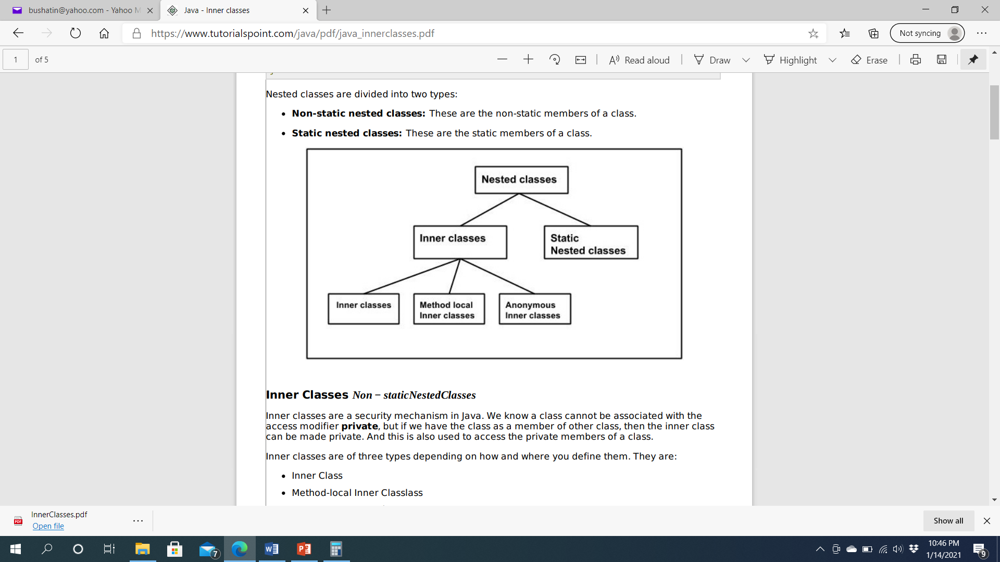 bushatin@yahoo.com - Yahoo M
Java - Inner classes
https://www.tutorialspoint.com/java/pdf/java_innerclasses.pdf
Not syncing
1 of 5
Read aloud
Draw
Highlight
Erase
Nested classes are divided into two types:
• Non-static nested classes: These are the non-static members of a class.
• Static nested classes: These are the static members of a class.
Nested classes
Inner classes
Static
Nested classes
Inner classes
Method local
Inner classes
Anonymous
Inner classes
Inner Classes Non − staticNestedClasses
Inner classes are a security mechanism in Java. We know a class cannot be associated with the
access modifier private, but if we have the class as a member of other class, then the inner class
can be made private. And this is also used to access the private members of a class.
Inner classes are of three types depending on how and where you define them. They are:
• Inner Class
• Method-local Inner Classlass
InnerClasses.pdf
Open file
Show all
PDF
7
10:46 PM
1/14/2021
9